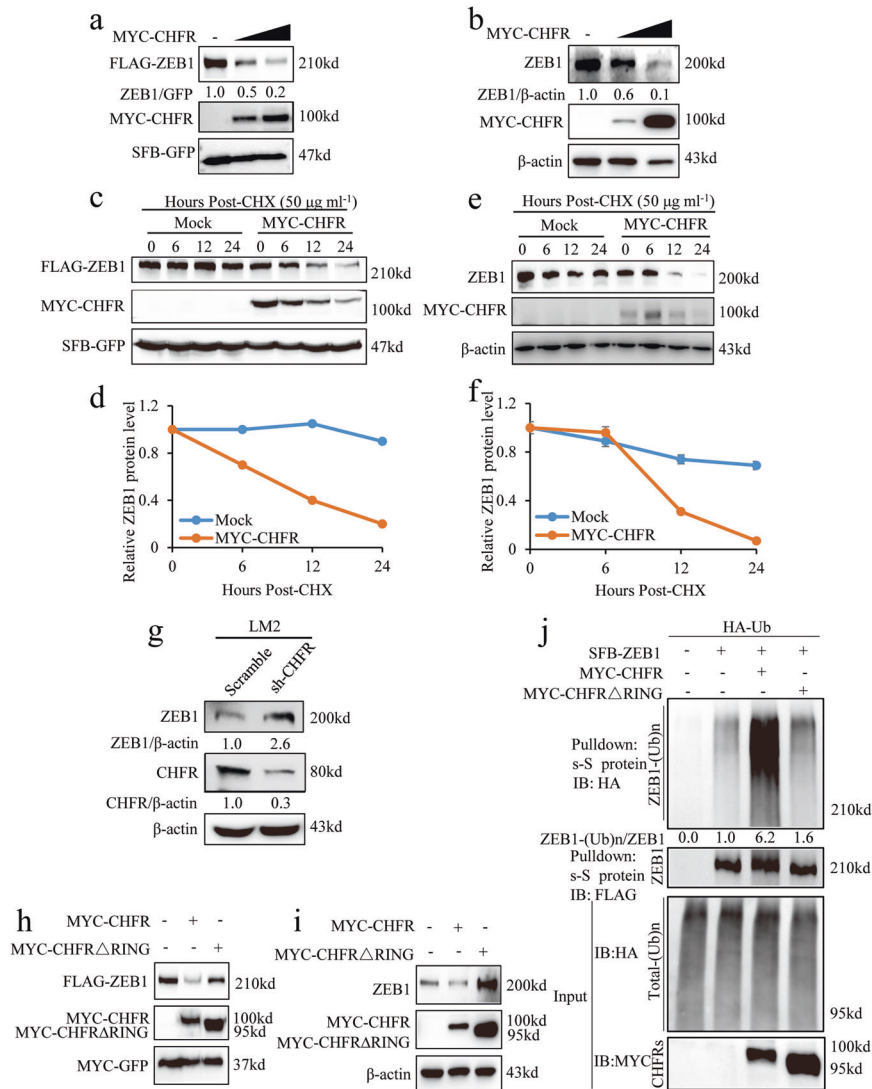 a
MYC-CHFR -
FLAG-ZEB1 210kd
ZEB1/GFP 1.0 0.5 0.2
MYC-CHFR 100kd
SFB-GFP 47kd
b
MYC-CHFR -
ZEB1 200kd
ZEB1/β-actin 1.0 0.6 0.1
MYC-CHFR 100kd
β-actin 43kd
c
Hours Post-CHX (50 μg ml-1)
Mock MYC-CHFR
0 6 12 24 0 6 12 24
FLAG-ZEB1 210kd
MYC-CHFR 100kd
SFB-GFP 47kd
e
Hours Post-CHX (50 μg ml-1)
Mock MYC-CHFR
0 6 12 24 0 6 12 24
ZEB1 200kd
MYC-CHFR 100kd
β-actin 43kd
d
Relative ZEB1 protein level
1.2
0.8
0.4
0
Mock
MYC-CHFR
0 6 12 24
Hours Post-CHX
f
Relative ZEB1 protein level
1.2
0.8
0.4
0
Mock
MYC-CHFR
0 6 12 24
Hours Post-CHX
g
LM2
Scramble sh-CHFR
ZEB1 200kd
ZEB1/β-actin 1.0 2.6
CHFR 80kd
CHFR/β-actin 1.0 0.3
β-actin 43kd
h
MYC-CHFR - + -
MYC-CHFR△RING - - +
FLAG-ZEB1 210kd
MYC-CHFR 100kd
MYC-CHFRΔRING 95kd
MYC-GFP 37kd
i
MYC-CHFR - + -
MYC-CHFR△RING - - +
ZEB1 200kd
MYC-CHFR 100kd
MYC-CHFRΔRING 95kd
β-actin 43kd
j
HA-Ub
SFB-ZEB1 - + + +
MYC-CHFR - - + -
MYC-CHFR△RING - - - +
Pulldown:
s-S protein
IB: HA
ZEB1-(Ub)n
210kd
ZEB1-(Ub)n/ZEB1 0.0 1.0 6.2 1.6
Pulldown:
s-S protein
IB: FLAG
ZEB1
210kd
Input
IB:HA
Total-(Ub)n
95kd
IB:MYC
CHFRs
100kd
95kd